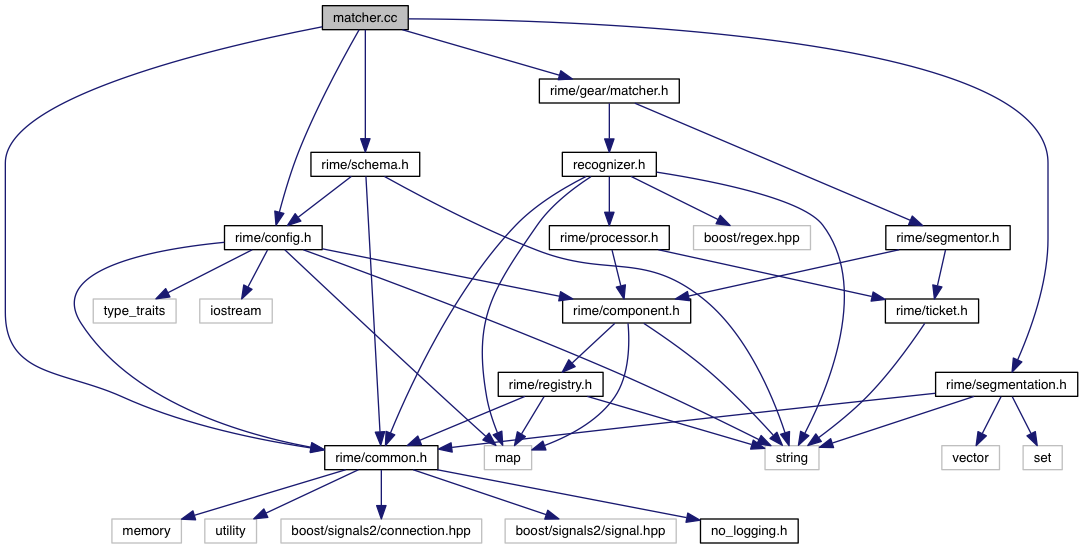 matcher.cc
rime/gear/matcher.h
rime/schema.h
recognizer.h
rime/config.h
rime/processor.h
boost/regex.hpp
rime/segmentor.h
type_traits
iostream
rime/component.h
rime/ticket.h
rime/registry.h
rime/segmentation.h
rime/common.h
map
string
vector
set
memory
utility
boost/signals2/connection.hpp
boost/signals2/signal.hpp
no_logging.h